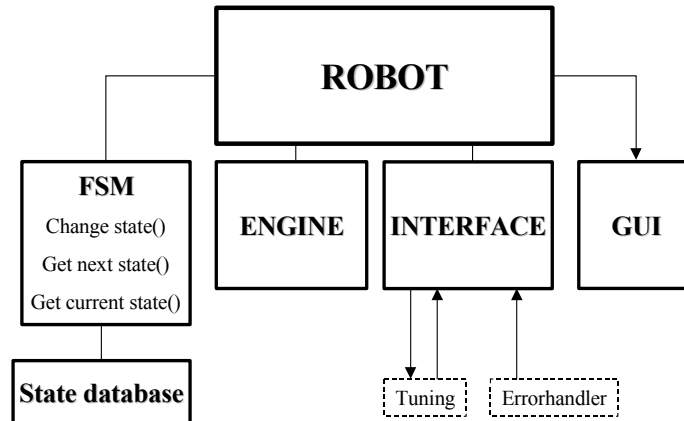 ROBOT
FSM
Change state()
Get next state()
Get current state()
ENGINE
INTERFACE
GUI
State database
Tuning
Errorhandler